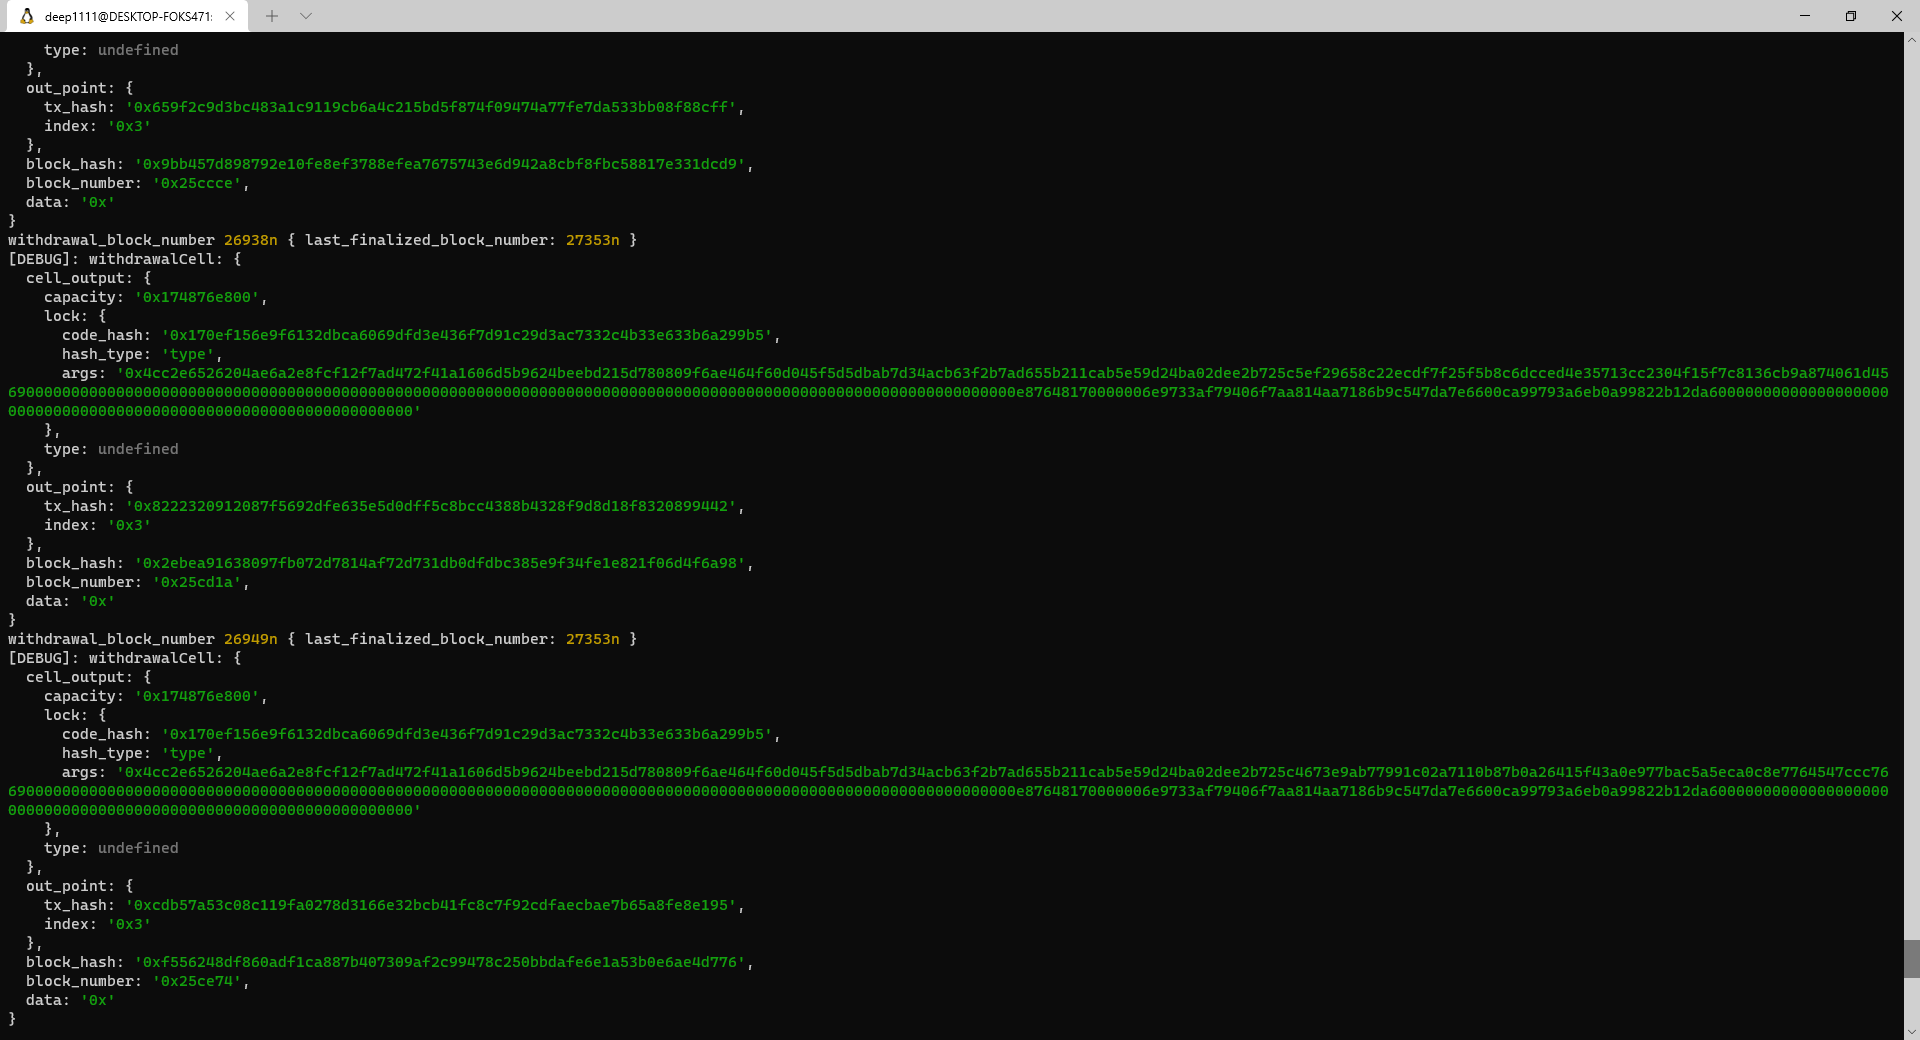 deep1111@DESKTOP-FOKS471:
type: undefined
},
out_point: {
tx_hash: '0x659f2c9d3bc483a1c9119cb6a4c215bd5f874f09474a77fe7da533bb08f88cff',
index: '0x3'
},
block_hash: '0x9bb457d898792e10fe8ef3788efea7675743e6d942a8cbf8fbc58817e331dcd9',
block_number: '0x25ccce',
data: '0x'
}
withdrawal_block_number 26938n { last_finalized_block_number: 27353n }
[DEBUG]: withdrawalCell: {
cell_output: {
capacity: '0x174876e800',
lock: {
code_hash: '0x170ef156e9f6132dbca6069dfd3e436f7d91c29d3ac7332c4b33e633b6a299b5',
hash_type: 'type',
args:
},
type: undefined
},
out_point: {
tx_hash: '0x8222320912087f5692dfe635e5d0dff5c8bcc4388b4328f9d8d18f8320899442',
index: '0x3'
},
block_hash: '0x2ebea91638097fb072d7814af72d731db0dfdbc385e9f34fe1e821f06d4f6a98',
block_number: '0x25cd1a',
data: '0x'
}
withdrawal_block_number 26949n { last_finalized_block_number: 27353n }
[DEBUG]: withdrawalCell: {
cell_output: {
capacity: '0x174876e800',
lock: {
code_hash: '0x170ef156e9f6132dbca6069dfd3e436f7d91c29d3ac7332c4b33e633b6a299b5',
hash_type: 'type',
args:
},
type: undefined
},
out_point: {
tx_hash: '0xcdb57a53c08c119fa0278d3166e32bcb41fc8c7f92cdfaecbae7b65a8fe8e195',
index: '0x3'
},
block_hash: '0xf556248df860adf1ca887b407309af2c99478c250bbdafe6e1a53b0e6ae4d776',
block_number: '0x25ce74',
data: '0x'
}